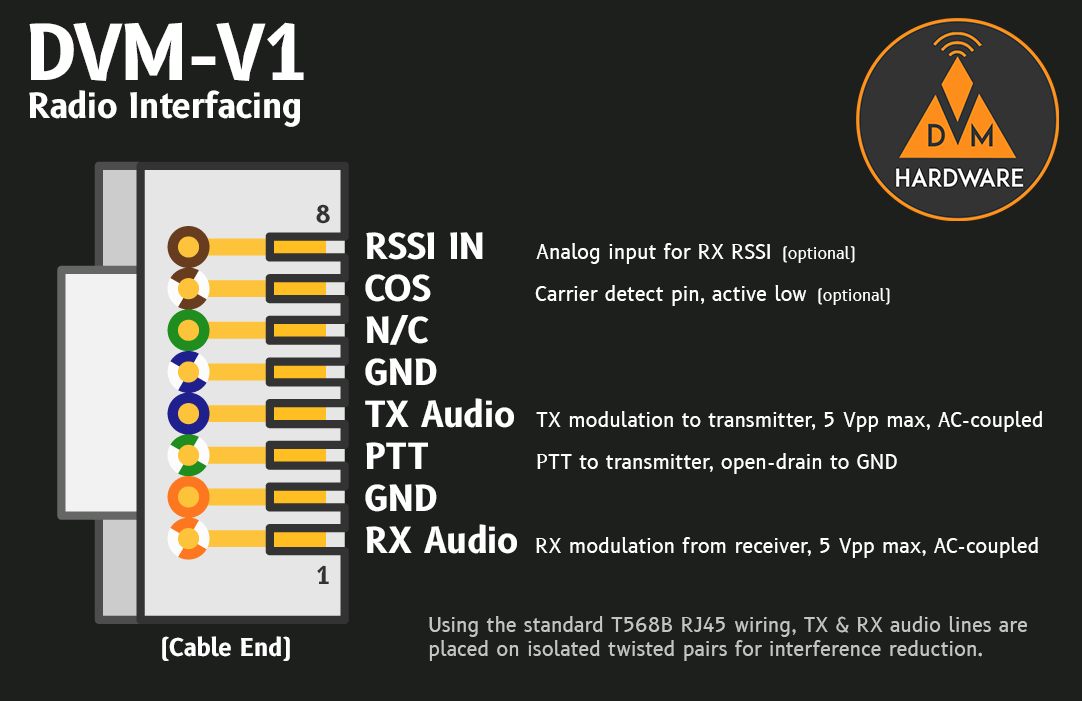 DVM-V1
Radio Interfacing
DVM
HARDWARE
8
RSSI IN Analog input for RX RSSI (optional)
COS Carrier detect pin, active low (optional)
N/C
GND
TX Audio TX modulation to transmitter, 5 Vpp max, AC-coupled
PTT PTT to transmitter, open-drain to GND
GND
RX Audio RX modulation from receiver, 5 Vpp max, AC-coupled
1
(Cable End)
Using the standard T568B RJ45 wiring, TX & RX audio lines are
placed on isolated twisted pairs for interference reduction.